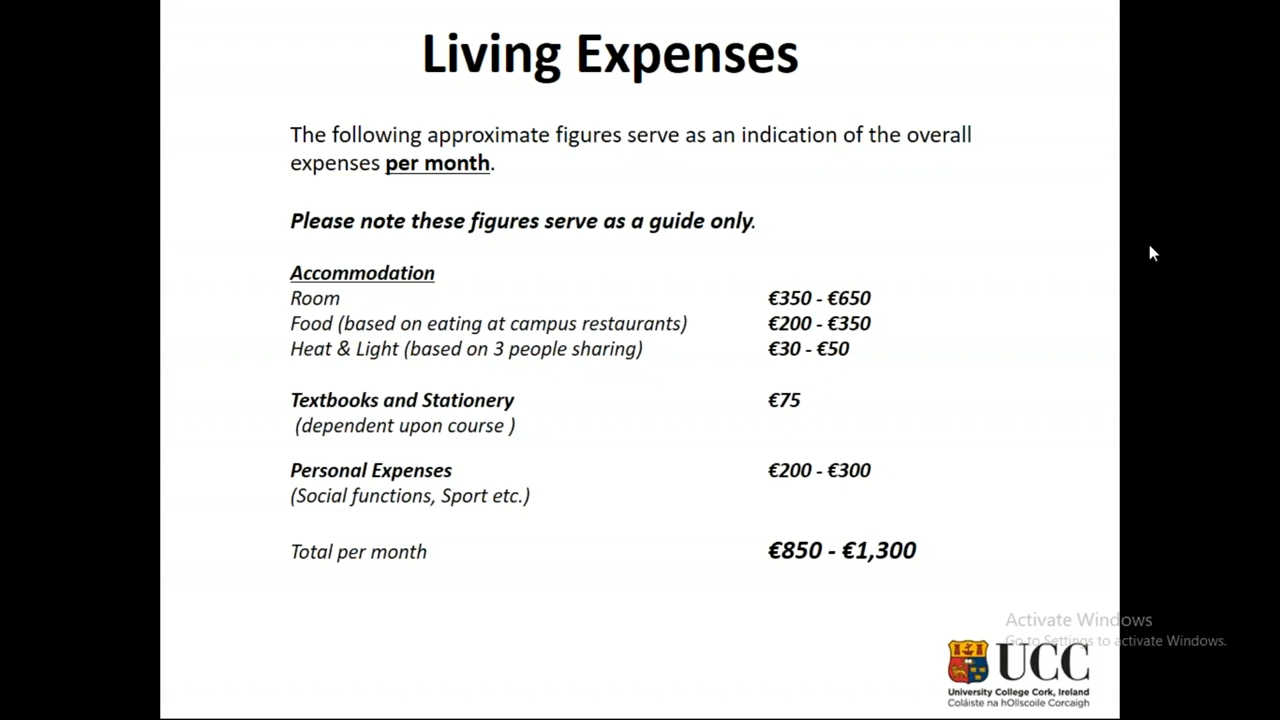 Living Expenses
The following approximate figures serve as an indication of the overall
expenses per month.
Please note these figures serve as a guide only.
Accommodation
Room €350 - €650
Food (based on eating at campus restaurants) €200 - €350
Heat & Light (based on 3 people sharing) €30 - €50
Textbooks and Stationery €75
(dependent upon course )
Personal Expenses €200 - €300
(Social functions, Sport etc.)
Total per month €850 - €1,300
Activate Windows
Go to Settings to activate Windows.
UCC
University College Cork, Ireland
Coláiste na hOllscoile Corcaigh